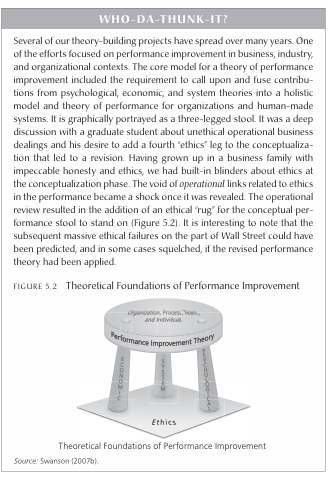 WHO-DA-THUNK-IT?
Several of our theory-building projects have spread over many years. One
of the efforts focused on performance improvement in business, industry,
and organizational contexts. The core model for a theory of performance
improvement included the requirement to call upon and fuse contribu-
tions from psychological, economic, and system theories into a holistic
model and theory of performance for organizations and human-made
systems. It is graphically portrayed as a three-legged stool. It was a deep
discussion with a graduate student about unethical operational business
dealings and his desire to add a fourth "ethics" leg to the conceptualiza-
tion that led to a revision. Having grown up in a business family with
impeccable honesty and ethics, we had built-in blinders about ethics at
the conceptualization phase. The void of operational links related to ethics
in the performance became a shock once it was revealed. The operational
review resulted in the addition of an ethical "rug" for the conceptual per-
formance stool to stand on (Figure 5.2). It is interesting to note that the
subsequent massive ethical failures on the part of Wall Street could have
been predicted, and in some cases squelched, if the revised performance
theory had been applied.
FIGURE 5.2 Theoretical Foundations of Performance Improvement
Organization, Process, Team,
and Individual
Performance Improvement Theory
ECONOMIC
SYSTEM
PSYCHOLOGICAL
Ethics
Theoretical Foundations of Performance Improvement
Source: Swanson (2007b).